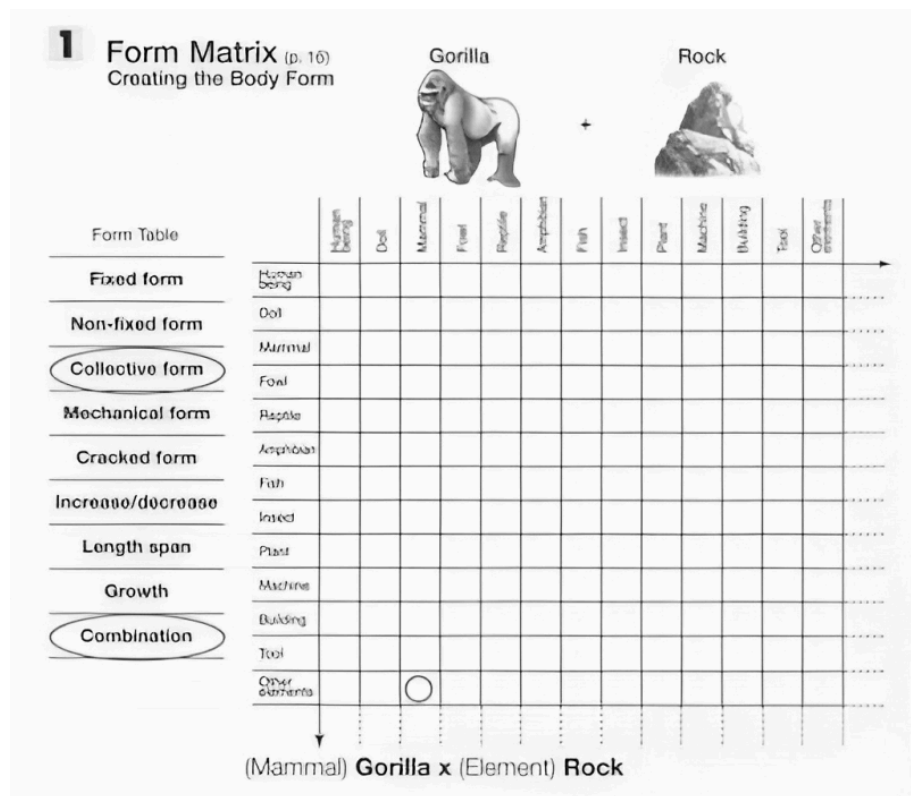 1
Form Matrix (p. 16)
Creating the Body Form
Gorilla
+
Rock
Form Table
Fixed form
Non-fixed form
Collective form
Mechanical form
Cracked form
Increase/decrease
Length span
Growth
Combination
Human being
Doll
Mammal
Fowl
Reptile
Amphibian
Fish
Insect
Plant
Machine
Building
Tool
Other elements
Human
being
Doll
Mammal
Fowl
Reptile
Amphibian
Fish
Insect
Plant
Machine
Building
Tool
Other
elements
(Mammal) Gorilla x (Element) Rock